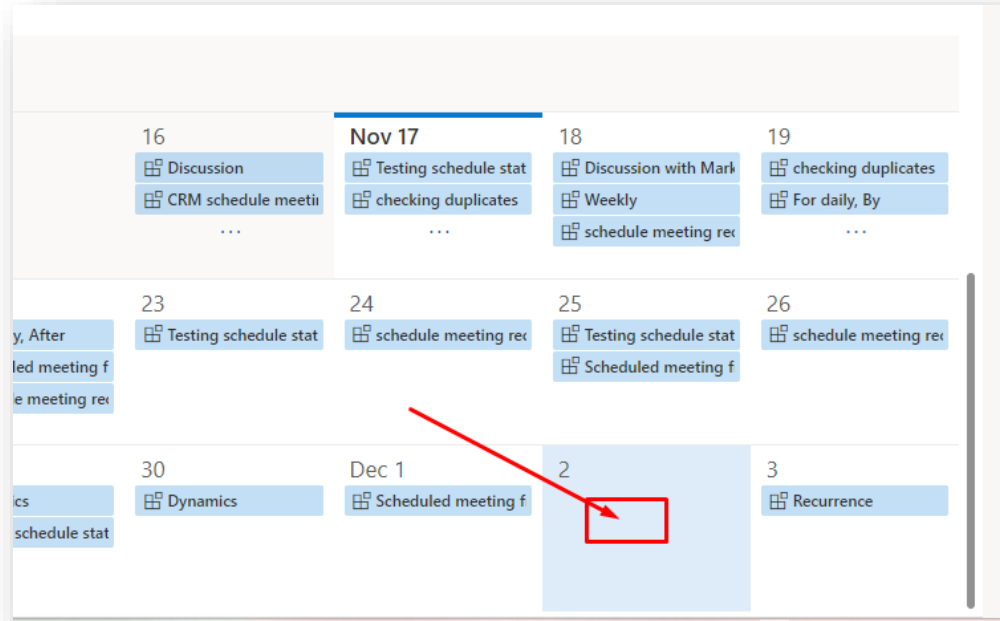 16
Nov 17
18
19
Discussion
Testing schedule stat
Discussion with Mark
checking duplicates
CRM schedule meetin
checking duplicates
Weekly
For daily, By
...
...
schedule meeting rec
...
23
24
25
26
y, After
Testing schedule stat
schedule meeting rec
Testing schedule stat
schedule meeting rec
led meeting f
Scheduled meeting f
e meeting rec
30
Dec 1
2
3
ics
Dynamics
Scheduled meeting f
Recurrence
schedule stat